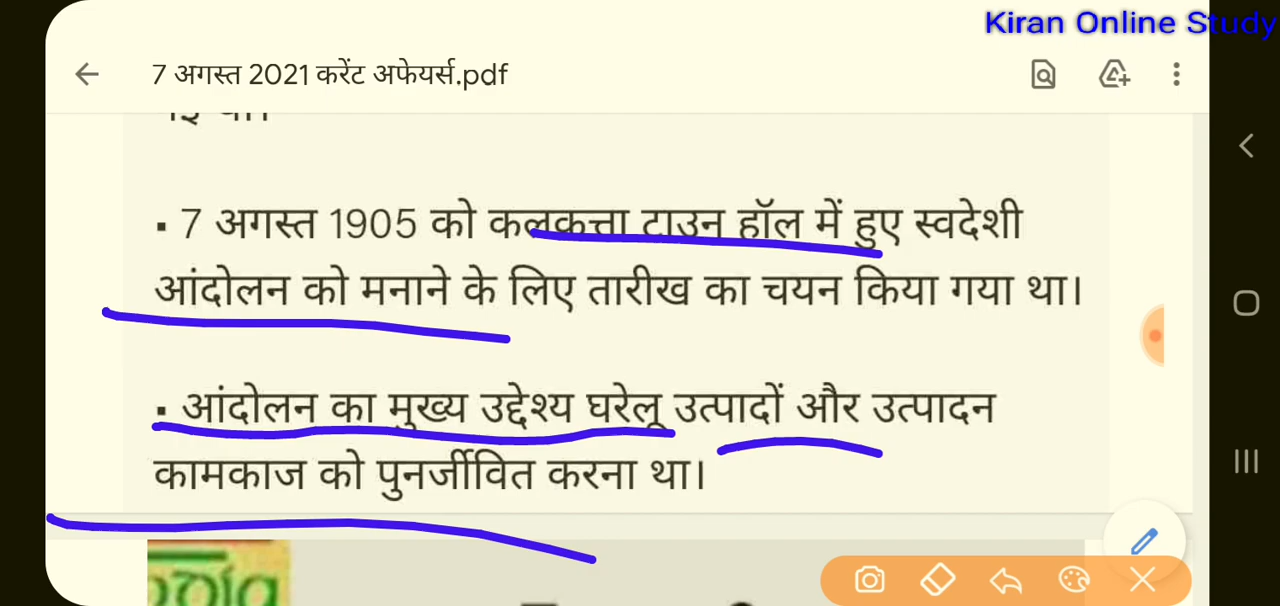 Kiran Online Study
7 अगस्त 2021 करेंट अफेयर्स.pdf
▪ 7 अगस्त 1905 को कलकत्ता टाउन हॉल में हुए स्वदेशी
आंदोलन को मनाने के लिए तारीख का चयन किया गया था।
▪ आंदोलन का मुख्य उद्देश्य घरेलू उत्पादों और उत्पादन
कामकाज को पुनर्जीवित करना था।